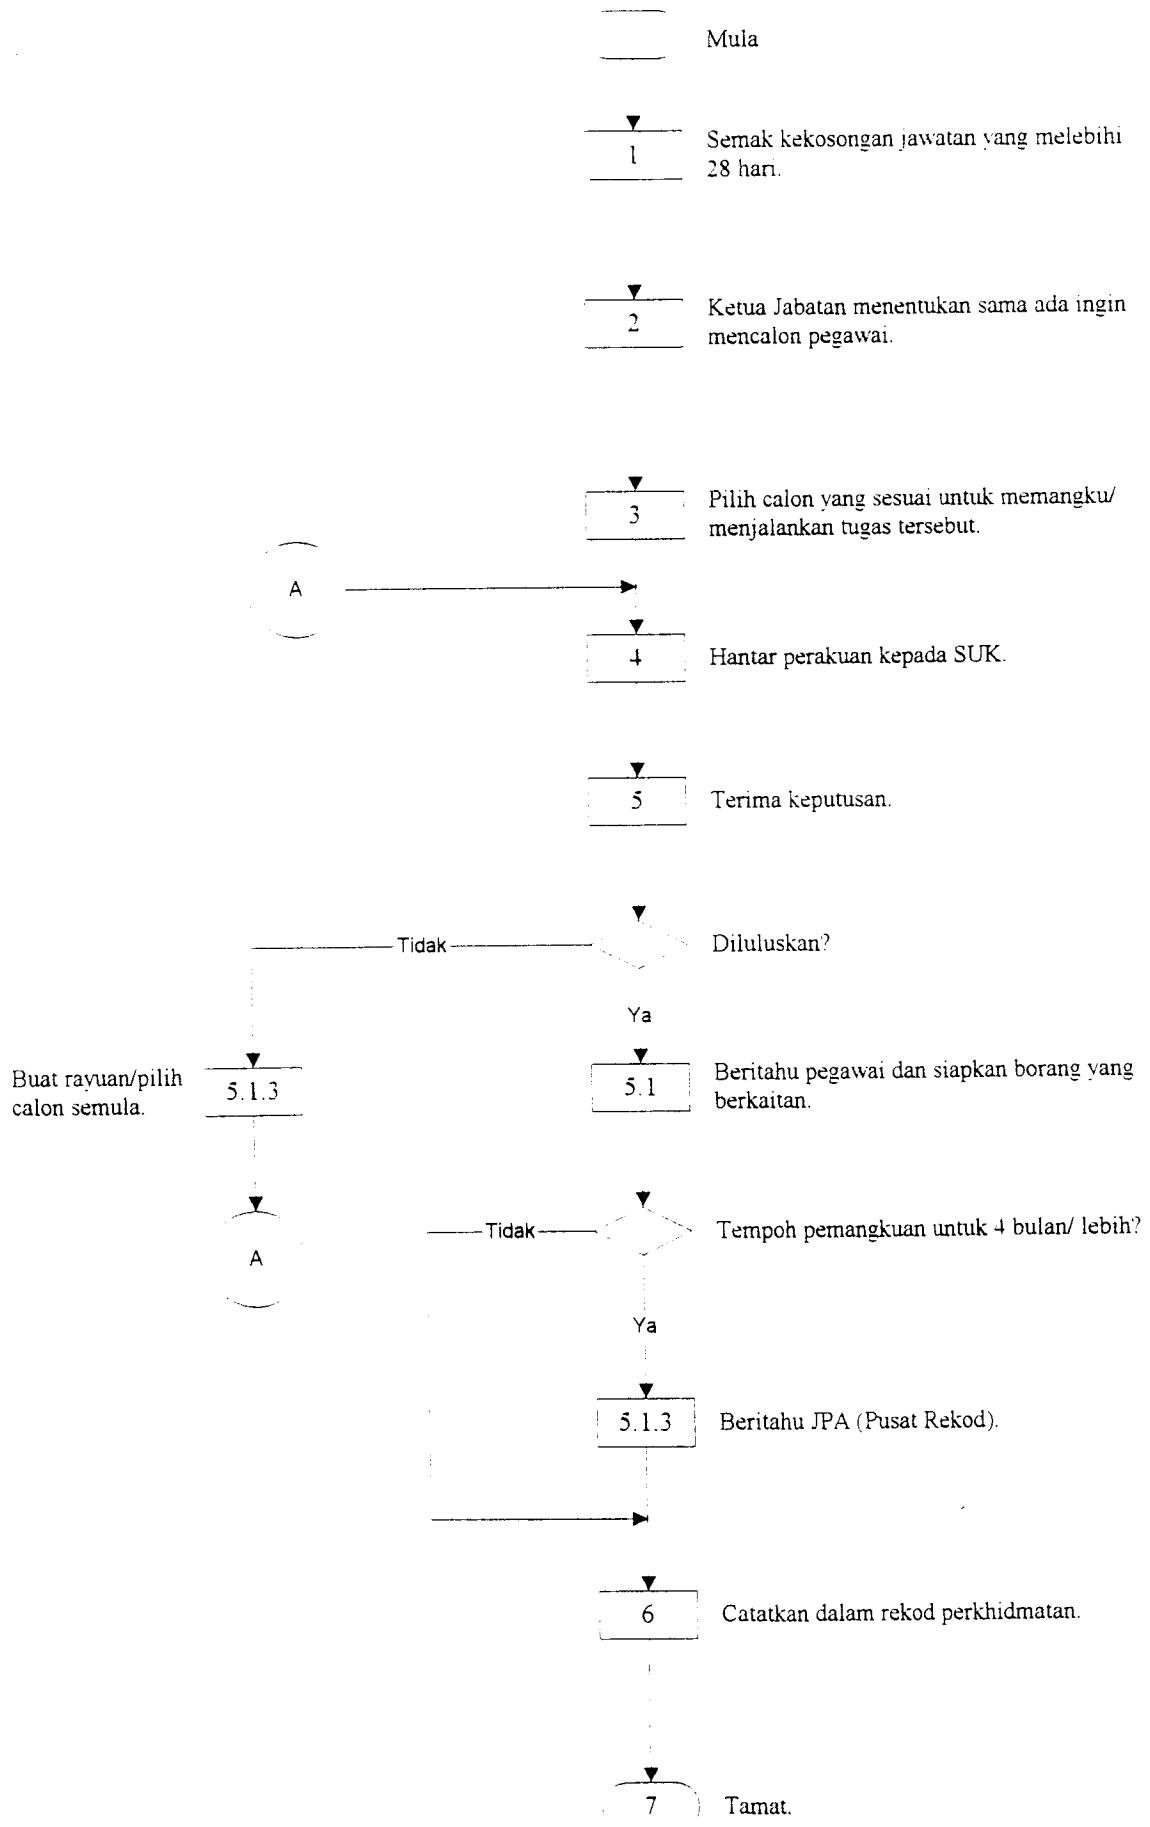 Mula
1
Semak kekosongan jawatan yang melebihi
28 hari.
2
Ketua Jabatan menentukan sama ada ingin
mencalon pegawai.
3
Pilih calon yang sesuai untuk memangku/
menjalankan tugas tersebut.
A
4
Hantar perakuan kepada SUK.
5
Terima keputusan.
Tidak
Diluluskan?
Ya
Buat rayuan/pilih
calon semula.
5.1.3
5.1
Beritahu pegawai dan siapkan borang yang
berkaitan.
Tidak
Tempoh pemangkuan untuk 4 bulan/ lebih?
A
Ya
5.1.3
Beritahu JPA (Pusat Rekod).
6
Catatkan dalam rekod perkhidmatan.
7
Tamat.